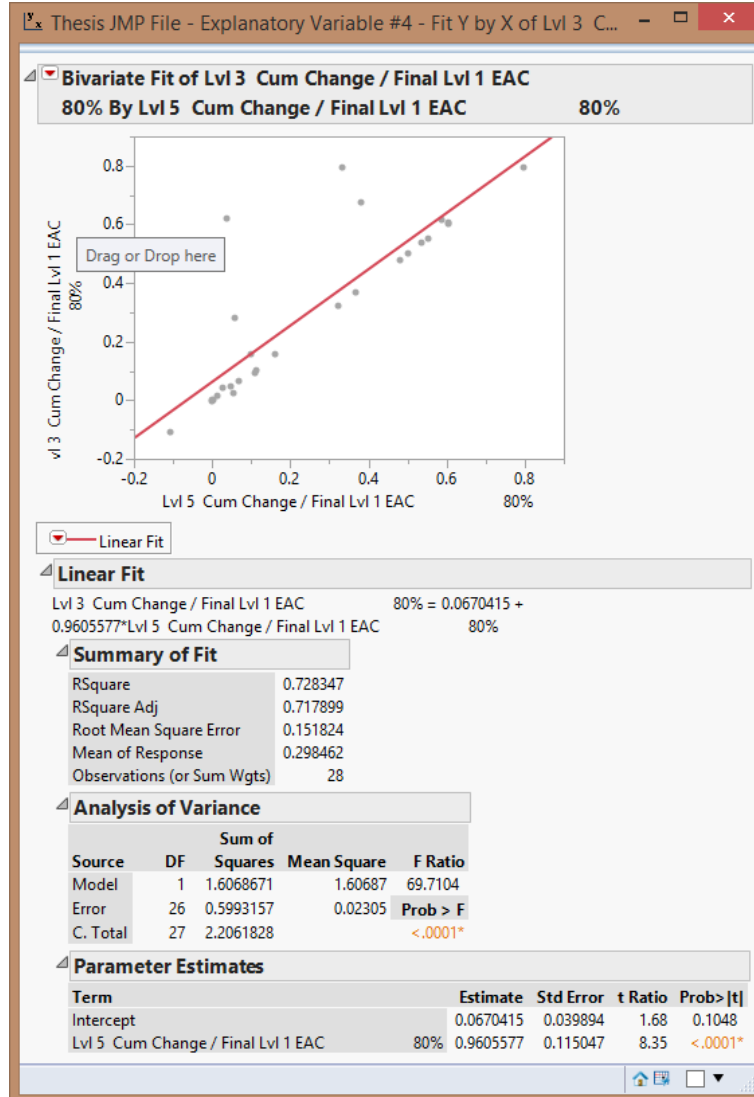 Thesis JMP File - Explanatory Variable #4 - Fit Y by X of Lvl 3 C...
Bivariate Fit of Lvl 3 Cum Change / Final Lvl 1 EAC
80% By Lvl 5 Cum Change / Final Lvl 1 EAC 80%
0.8
0.6
0.4
0.2
0
-0.2
vl 3 Cum Change / Final Lvl 1 EAC
80%
Drag or Drop here
-0.2 0 0.2 0.4 0.6 0.8
Lvl 5 Cum Change / Final Lvl 1 EAC 80%
Linear Fit
Linear Fit
Lvl 3 Cum Change / Final Lvl 1 EAC 80% = 0.0670415 +
0.9605577*Lvl 5 Cum Change / Final Lvl 1 EAC 80%
Summary of Fit
RSquare 0.728347
RSquare Adj 0.717899
Root Mean Square Error 0.151824
Mean of Response 0.298462
Observations (or Sum Wgts) 28
Analysis of Variance
Sum of
Source DF Squares Mean Square F Ratio
Model 1 1.6068671 1.60687 69.7104
Error 26 0.5993157 0.02305 Prob > F
C. Total 27 2.2061828 <.0001*
Parameter Estimates
Term Estimate Std Error t Ratio Prob>|t|
Intercept 0.0670415 0.039894 1.68 0.1048
Lvl 5 Cum Change / Final Lvl 1 EAC 80% 0.9605577 0.115047 8.35 <.0001*